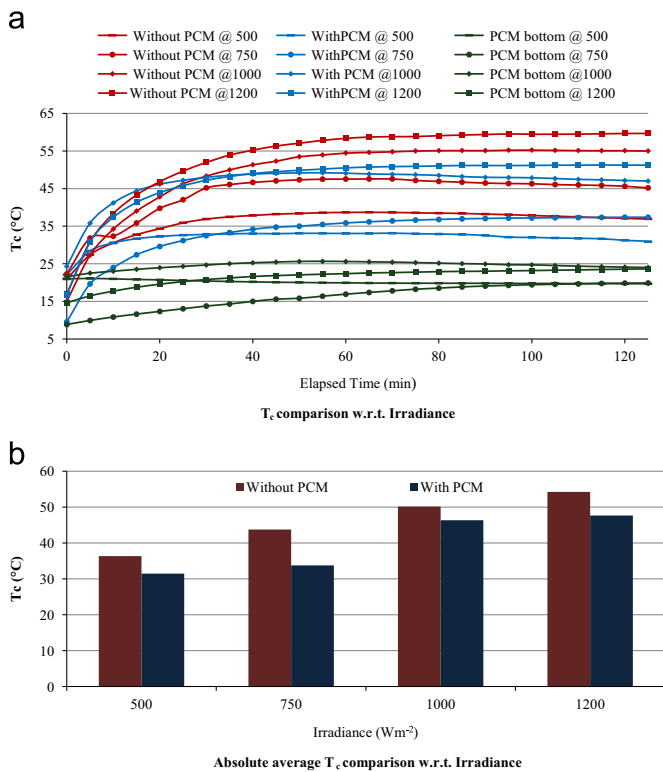 a
Without PCM @ 500 WithPCM @ 500 PCM bottom @ 500
Without PCM @ 750 WithPCM @ 750 PCM bottom @ 750
Without PCM @1000 With PCM @1000 PCM bottom @1000
Without PCM @1200 WithPCM @ 1200 PCM bottom @ 1200
65
55
45
35
25
15
5
Tc (°C)
0 20 40 60 80 100 120
Elapsed Time (min)
Tc comparison w.r.t. Irradiance
b
60
50
40
30
20
10
0
Tc (°C)
Without PCM With PCM
500 750 1000 1200
Irradiance (Wm-2)
Absolute average Tc comparison w.r.t. Irradiance